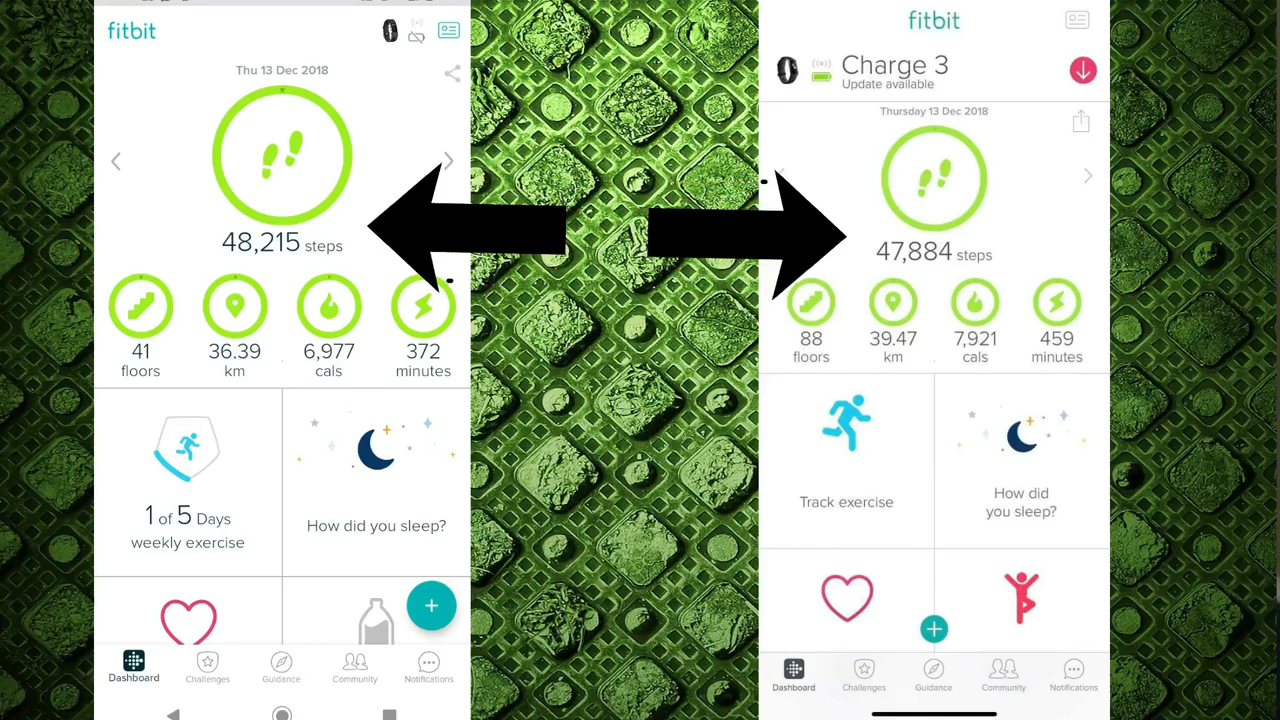 fitbit
Thu 13 Dec 2018
48,215 steps
41
floors
36.39
km
6,977
cals
372
minutes
1 of 5 Days
weekly exercise
How did you sleep?
+
Dashboard
Challenges
Guidance
Community
Notifications
fitbit
Charge 3
Update available
Thursday 13 Dec 2018
47,884 steps
88
floors
39.47
km
7,921
cals
459
minutes
Track exercise
How did
you sleep?
+
Dashboard
Challenges
Guidance
Community
Notifications